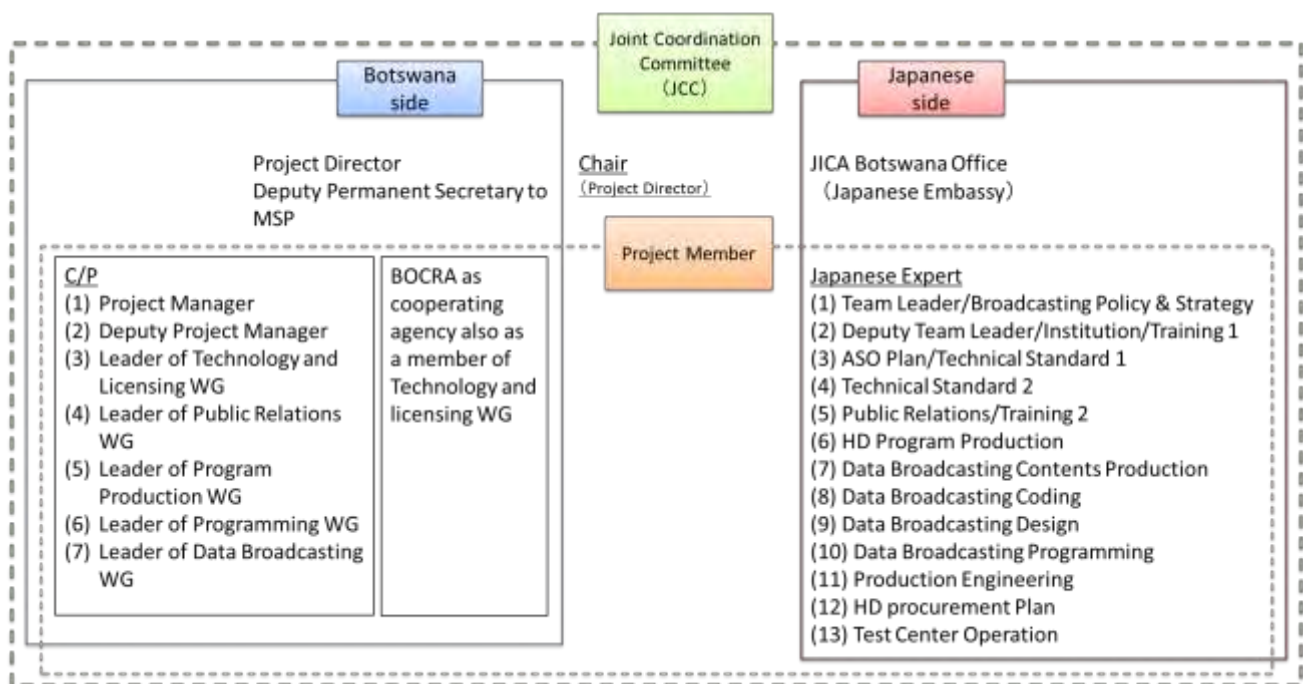 Joint Coordination
Committee
（JCC）
Botswana
side
Japanese
side
Project Director
Deputy Permanent Secretary to
MSP
Chair
（Project Director）
JICA Botswana Office
（Japanese Embassy）
Project Member
C/P
(1) Project Manager
(2) Deputy Project Manager
(3) Leader of Technology and
Licensing WG
(4) Leader of Public Relations
WG
(5) Leader of Program
Production WG
(6) Leader of Programming WG
(7) Leader of Data Broadcasting
WG
BOCRA as
cooperating
agency also as
a member of
Technology and
licensing WG
Japanese Expert
(1) Team Leader/Broadcasting Policy & Strategy
(2) Deputy Team Leader/Institution/Training 1
(3) ASO Plan/Technical Standard 1
(4) Technical Standard 2
(5) Public Relations/Training 2
(6) HD Program Production
(7) Data Broadcasting Contents Production
(8) Data Broadcasting Coding
(9) Data Broadcasting Design
(10) Data Broadcasting Programming
(11) Production Engineering
(12) HD procurement Plan
(13) Test Center Operation